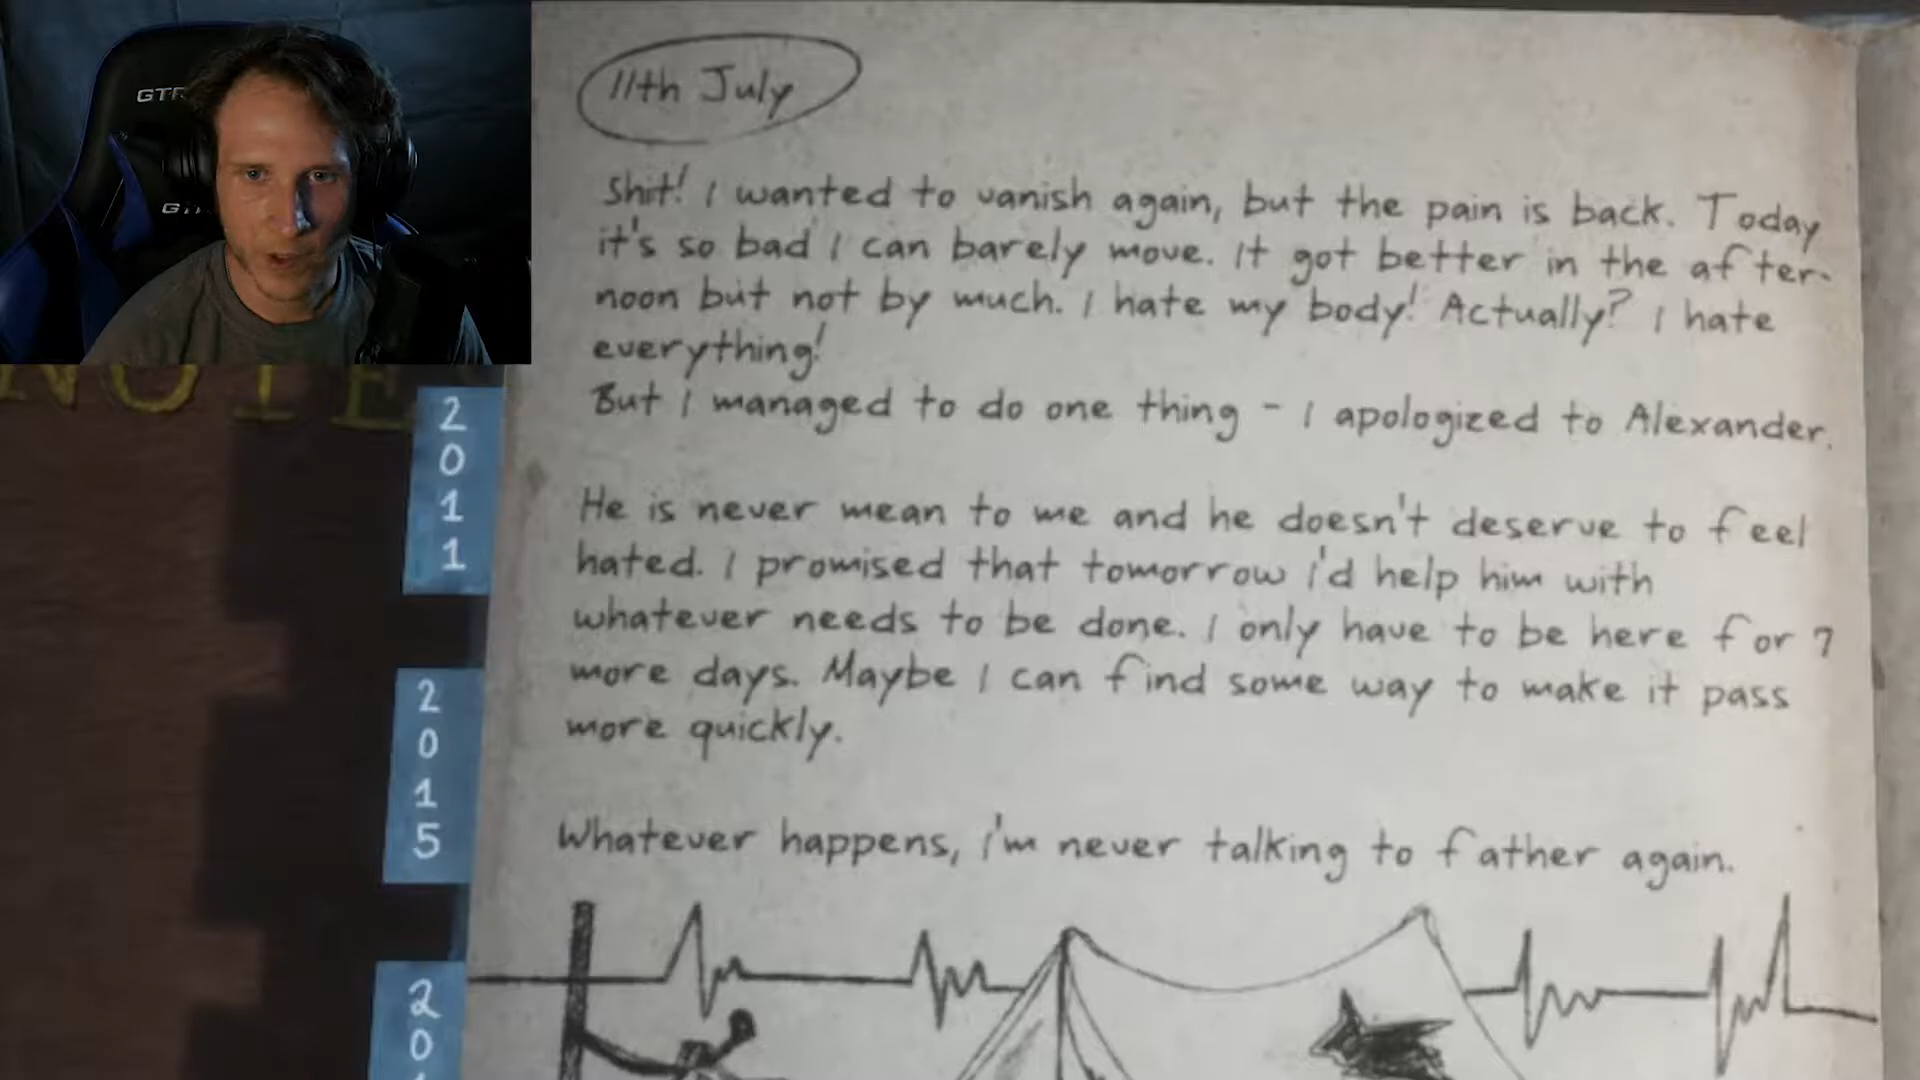 GTR
11th July
Shit! I wanted to vanish again, but the pain is back. Today
it's so bad I can barely move. It got better in the after-
noon but not by much. I hate my body! Actually? I hate
everything!
But I managed to do one thing - I apologized to Alexander.
He is never mean to me and he doesn't deserve to feel
hated. I promised that tomorrow I'd help him with
whatever needs to be done. I only have to be here for 7
more days. Maybe I can find some way to make it pass
more quickly.
Whatever happens, I'm never talking to father again.
NOTE
2011
2015
20